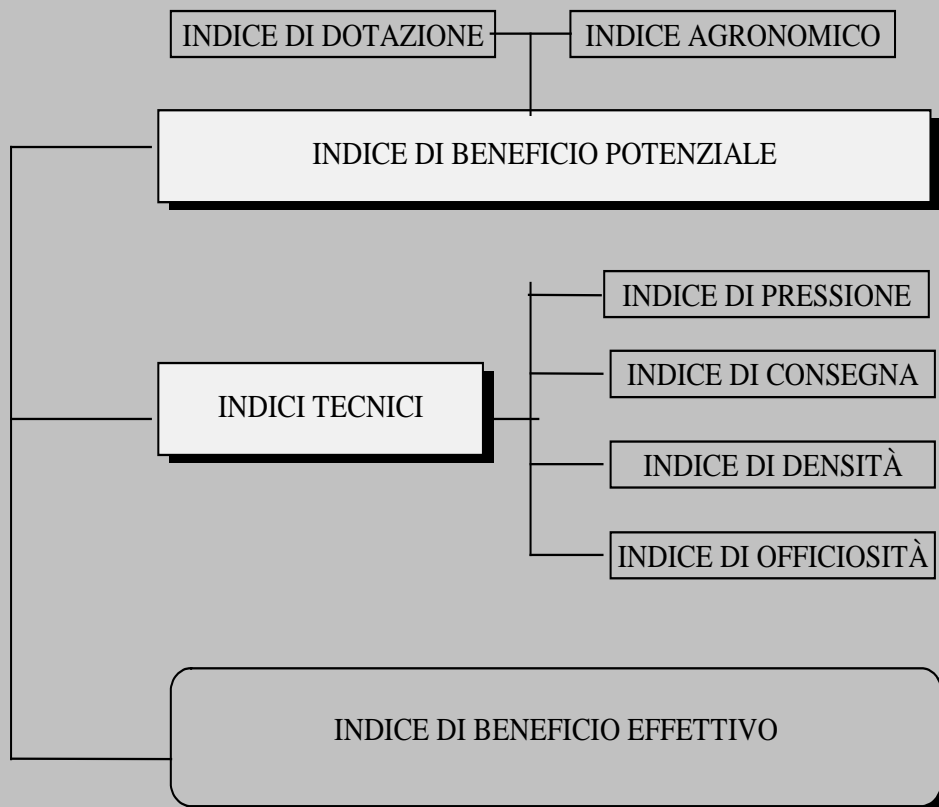 INDICE DI DOTAZIONE
INDICE AGRONOMICO
INDICE DI BENEFICIO POTENZIALE
INDICE DI PRESSIONE
INDICE DI CONSEGNA
INDICI TECNICI
INDICE DI DENSITÀ
INDICE DI OFFICIOSITÀ
INDICE DI BENEFICIO EFFETTIVO